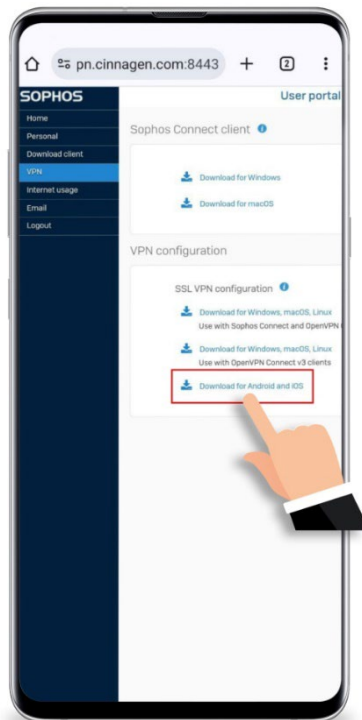 pn.cinnagen.com:8443
2
SOPHOS
User portal
Home
Personal
Download client
VPN
Internet usage
Email
Logout
Sophos Connect client
Download for Windows
Download for macOS
VPN configuration
SSL VPN configuration
Download for Windows, macOS, Linux
Use with Sophos Connect and OpenVPN
Download for Windows, macOS, Linux
Use with OpenVPN Connect v3 clients
Download for Android and iOS